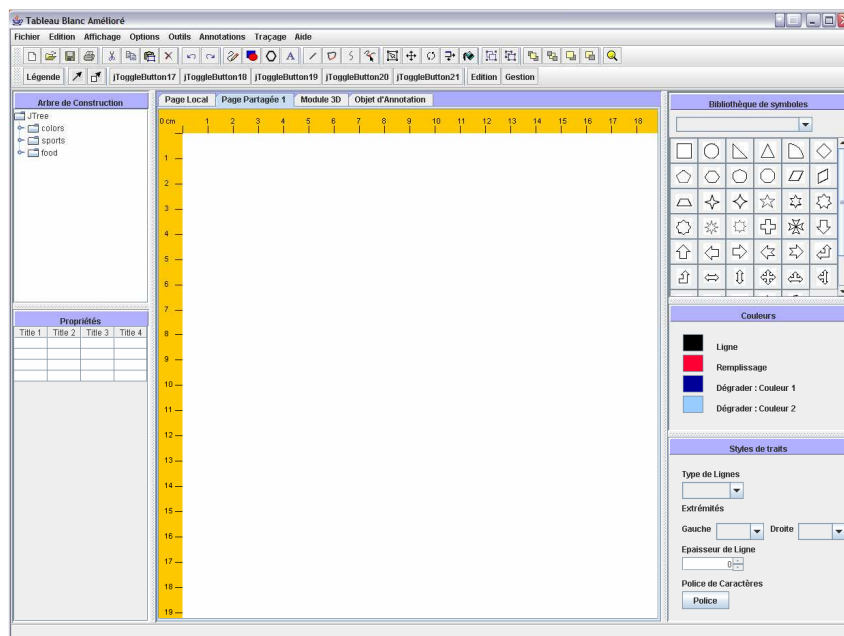 Tableau Blanc Amélioré
Fichier Edition Affichage Options Outils Annotations Traçage Aide
A
Légende jToggleButton17 jToggleButton18 jToggleButton19 jToggleButton20 jToggleButton21 Edition Gestion
Arbre de Construction
JTree
colors
sports
food
Propriétés
Title 1 Title 2 Title 3 Title 4
Page Local Page Partagée 1 Module 3D Objet d'Annotation
0 cm 1 2 3 4 5 6 7 8 9 10 11 12 13 14 15 16 17 18
1
2
3
4
5
6
7
8
9
10
11
12
13
14
15
16
17
18
19
Bibliothèque de symboles
Couleurs
Ligne
Remplissage
Dégrader : Couleur 1
Dégrader : Couleur 2
Styles de traits
Type de Lignes
Extrémités
Gauche Droite
Epaisseur de Ligne
0
Police de Caractères
Police